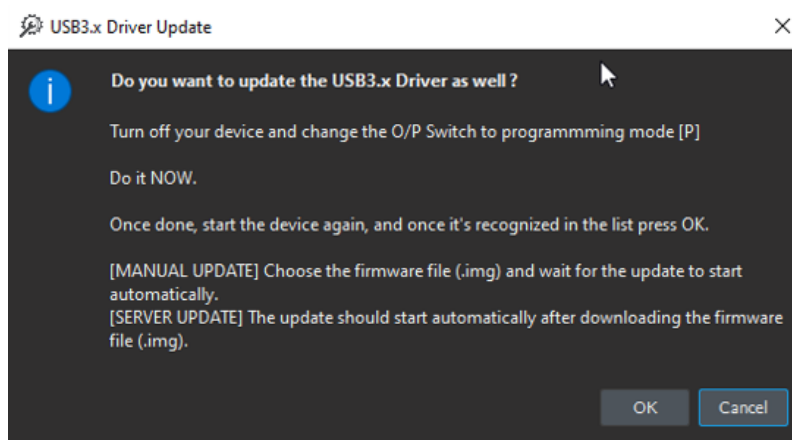 USB3.x Driver Update
Do you want to update the USB3.x Driver as well ?
Turn off your device and change the O/P Switch to programmming mode [P]
Do it NOW.
Once done, start the device again, and once it's recognized in the list press OK.
[MANUAL UPDATE] Choose the firmware file (.img) and wait for the update to start
automatically.
[SERVER UPDATE] The update should start automatically after downloading the firmware
file (.img).
OK
Cancel